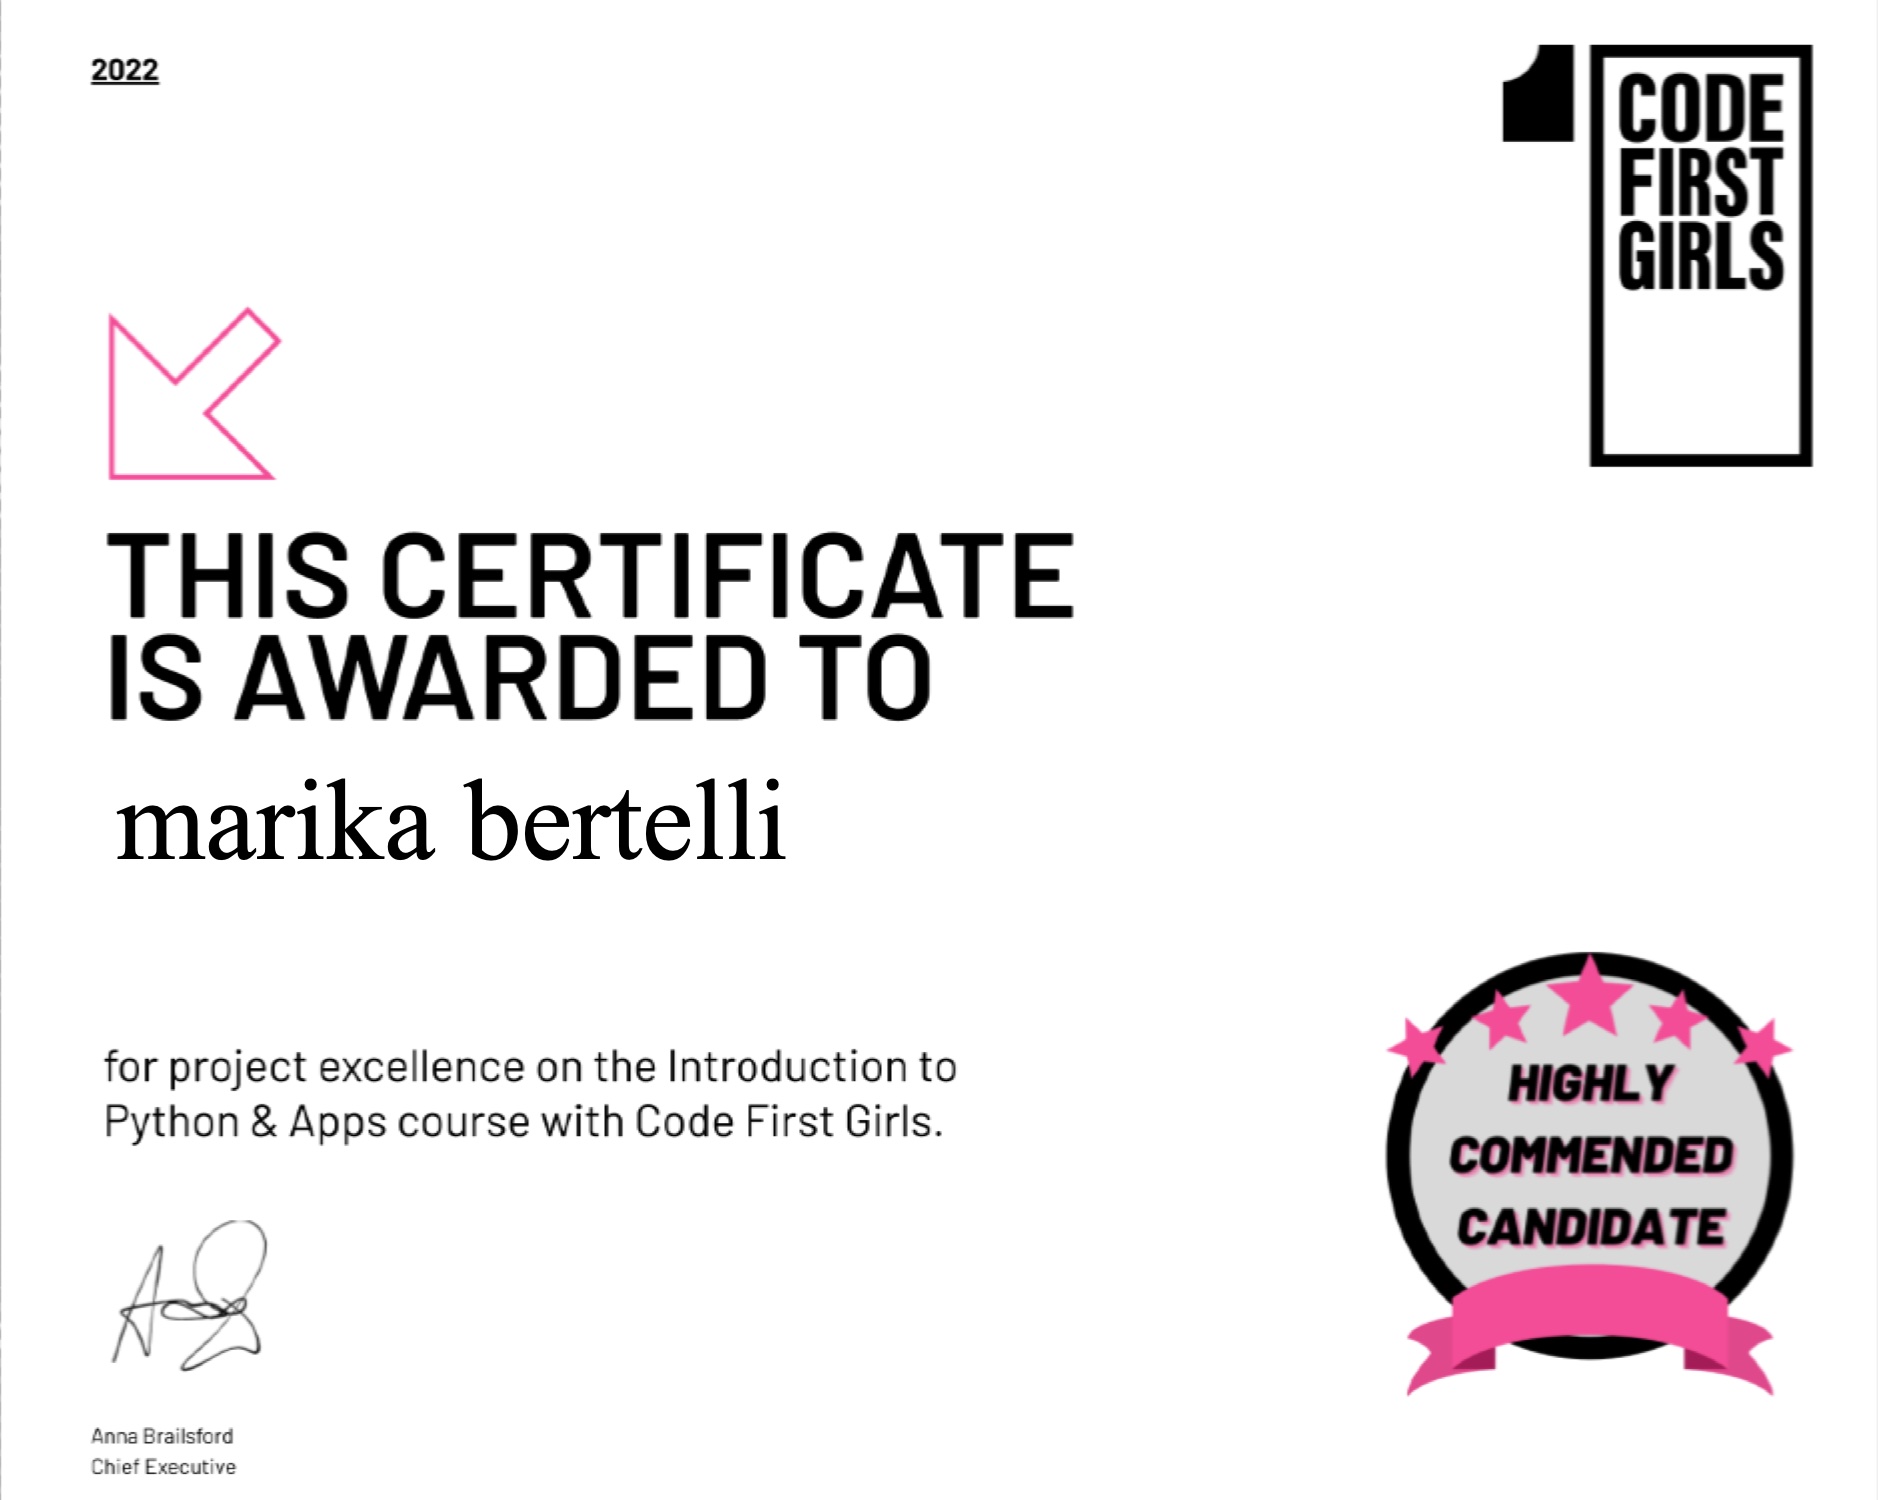 2022
CODE
FIRST
GIRLS
THIS CERTIFICATE
IS AWARDED TO
marika bertelli
for project excellence on the Introduction to
Python & Apps course with Code First Girls.
HIGHLY
COMMENDED
CANDIDATE
Anna Brailsford
Chief Executive